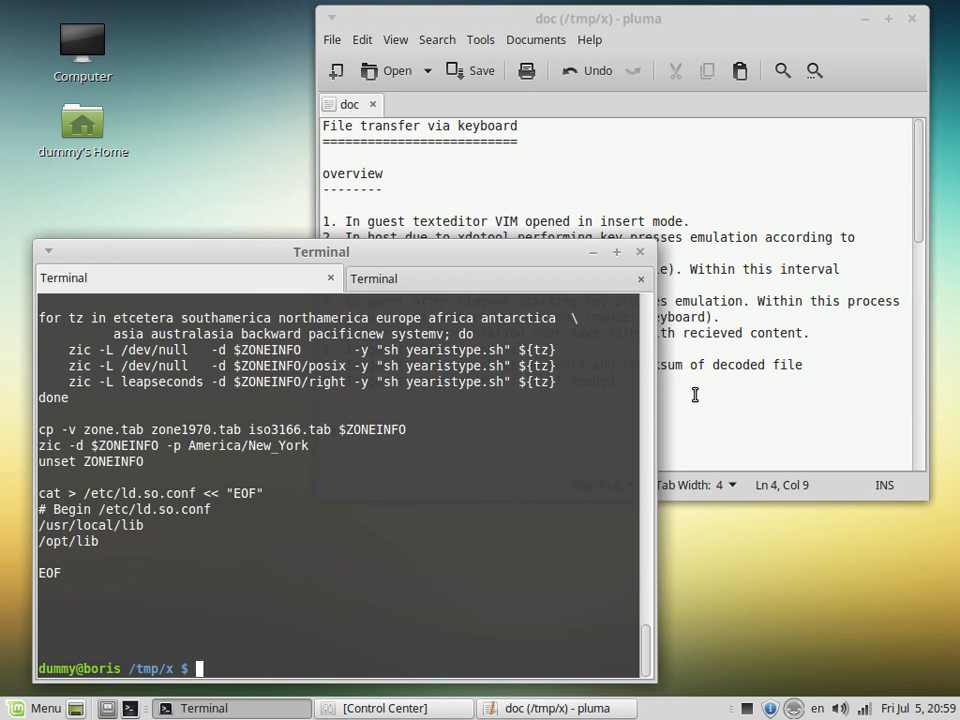 Computer
dummy's Home
doc (/tmp/x) - pluma
File Edit View Search Tools Documents Help
Open Save Undo
doc
File transfer via keyboard
==========================
overview
--------
1. In guest texteditor VIM opened in insert mode.
2. In host due to xdotool performing key presses emulation according to
e). Within this interval
es emulation. Within this process
eyboard).
ith recieved content.
ksum of decoded file
needed
Tab Width: 4 Ln 4, Col 9 INS
Terminal
Terminal Terminal
for tz in etcetera southamerica northamerica europe africa antarctica \
asia australasia backward pacificnew systemv; do
zic -L /dev/null -d $ZONEINFO -y "sh yearistype.sh" ${tz}
zic -L /dev/null -d $ZONEINFO/posix -y "sh yearistype.sh" ${tz}
zic -L leapseconds -d $ZONEINFO/right -y "sh yearistype.sh" ${tz}
done
cp -v zone.tab zone1970.tab iso3166.tab $ZONEINFO
zic -d $ZONEINFO -p America/New_York
unset ZONEINFO
cat > /etc/ld.so.conf << "EOF"
# Begin /etc/ld.so.conf
/usr/local/lib
/opt/lib
EOF
dummy@boris /tmp/x $
Menu Terminal [Control Center] doc (/tmp/x) - pluma en Fri Jul 5, 20:59